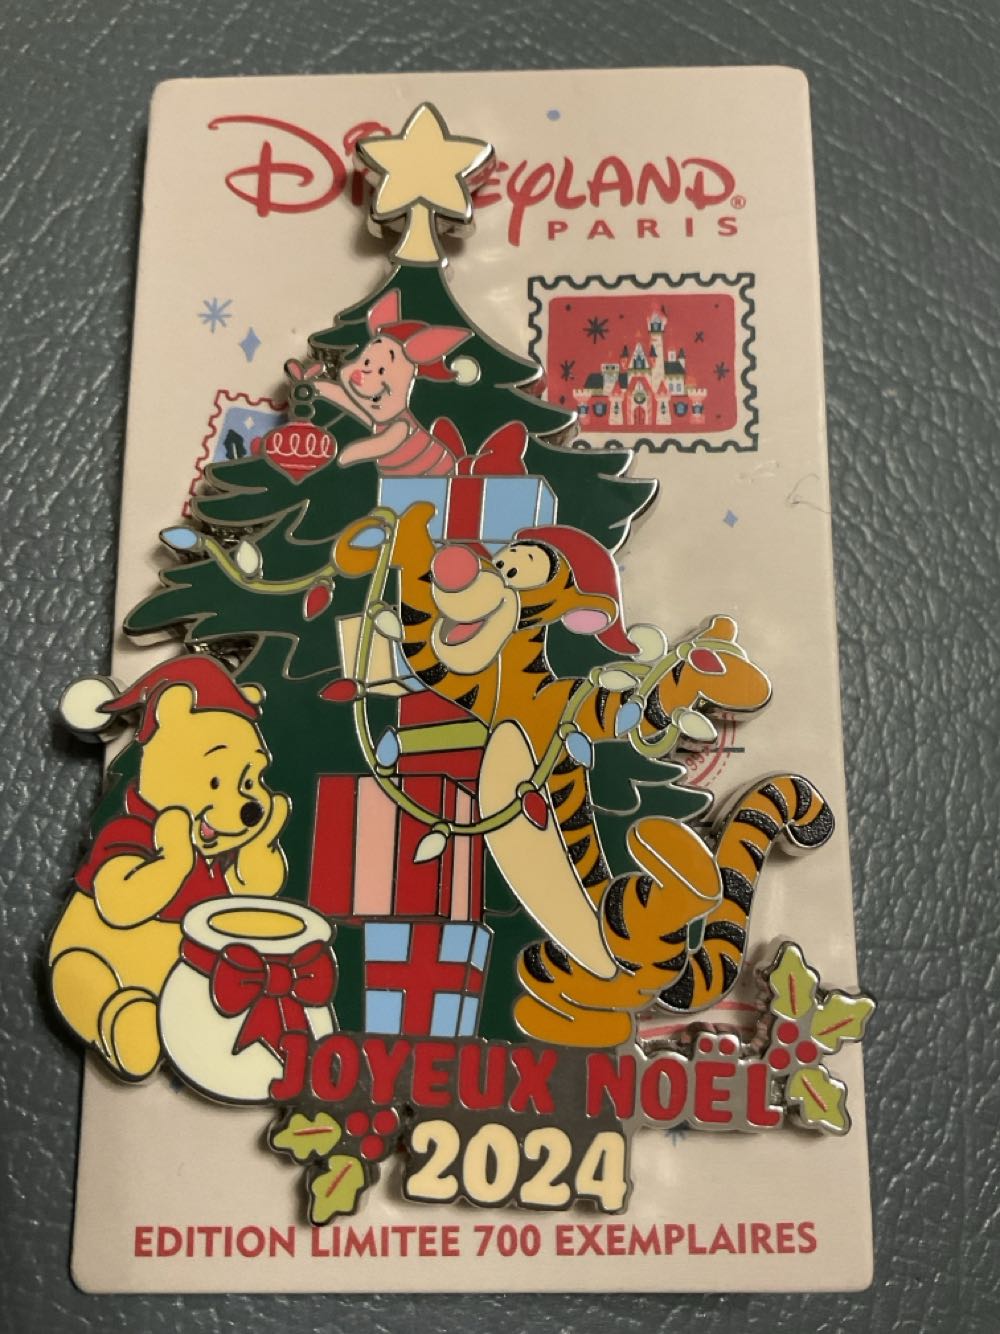 Disneyland®
PARIS
JOYEUX NOËL
2024
EDITION LIMITEE 700 EXEMPLAIRES